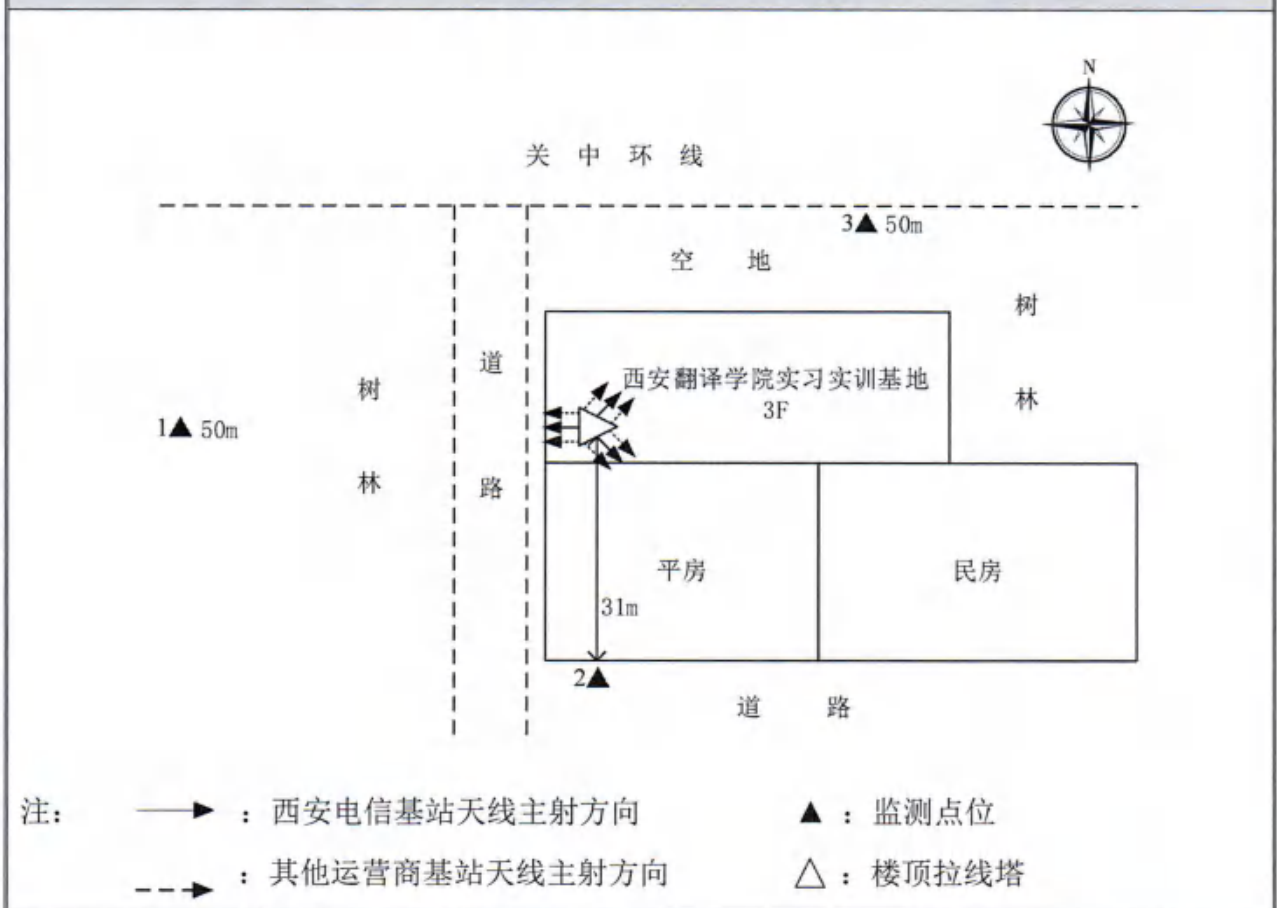 N
关中环线
3▲ 50m
空地
树林
道路
树林
西安翻译学院实习实训基地
3F
1▲ 50m
平房
民房
31m
2▲
道路
注：
：西安电信基站天线主射方向
▲：监测点位
：其他运营商基站天线主射方向
△：楼顶拉线塔